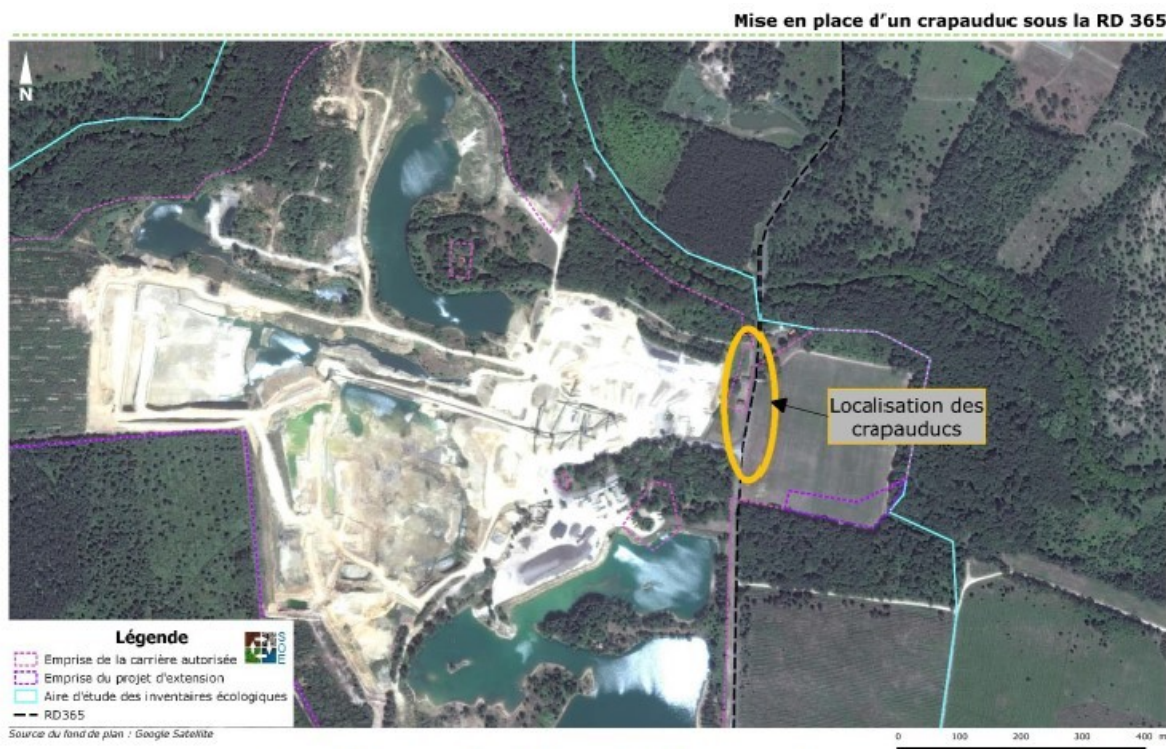 Mise en place d'un crapauduc sous la RD 365
N
Localisation des
crapauducs
Légende
Emprise de la carrière autorisée
Emprise du projet d'extension
Aire d'étude des inventaires écologiques
RD365
Source du fond de plan : Google Satellite
0 100 200 300 400 m